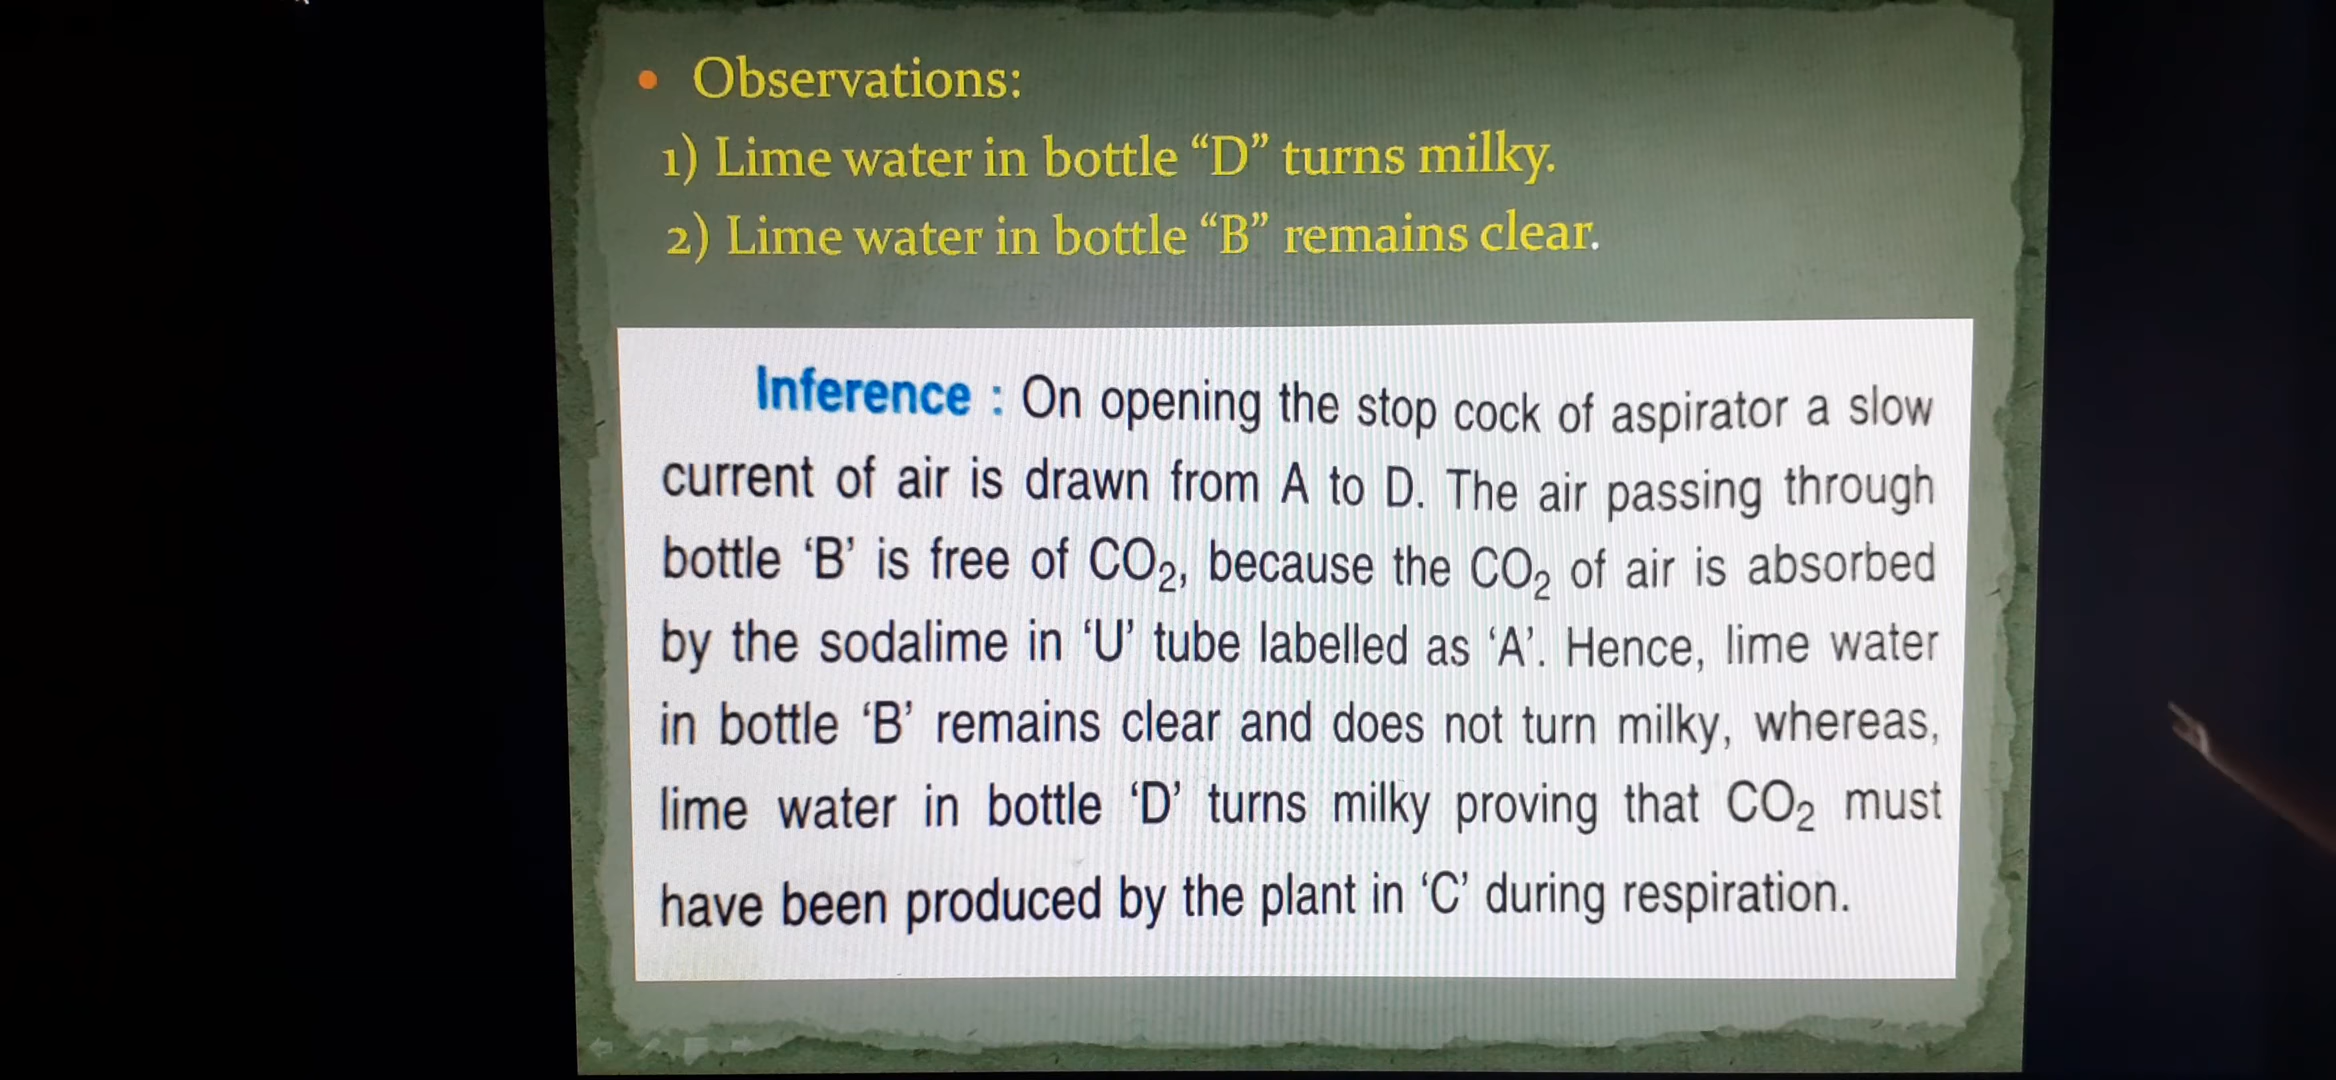 • Observations:
1) Lime water in bottle “D” turns milky.
2) Lime water in bottle “B” remains clear.
Inference : On opening the stop cock of aspirator a slow
current of air is drawn from A to D. The air passing through
bottle ‘B’ is free of CO₂, because the CO₂ of air is absorbed
by the sodalime in ‘U’ tube labelled as ‘A’. Hence, lime water
in bottle ‘B’ remains clear and does not turn milky, whereas,
lime water in bottle ‘D’ turns milky proving that CO₂ must
have been produced by the plant in ‘C’ during respiration.